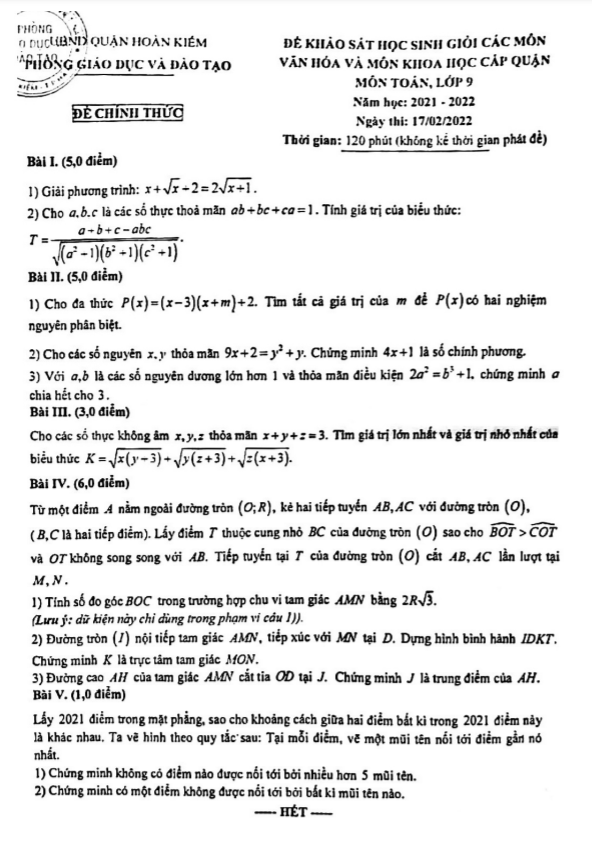 PHÒNG
O DỤC
ÀO TẠO
UBND QUẬN HOÀN KIẾM
PHÒNG GIÁO DỤC VÀ ĐÀO TẠO
ĐỀ CHÍNH THỨC
ĐỀ KHẢO SÁT HỌC SINH GIỎI CÁC MÔN
VĂN HÓA VÀ MÔN KHOA HỌC CẤP QUẬN
MÔN TOÁN, LỚP 9
Năm học: 2021 - 2022
Ngày thi: 17/02/2022
Thời gian: 120 phút (không kể thời gian phát đề)
Bài I. (5,0 điểm)
1) Giải phương trình: x+√x-2=2√(x+1).
2) Cho a,b,c là các số thực thoả mãn ab+bc+ca=1. Tính giá trị của biểu thức:
T = (a-b+c-abc)/√((a²-1)(b²+1)(c²+1)).
Bài II. (5,0 điểm)
1) Cho đa thức P(x)=(x-3)(x+m)+2. Tìm tất cả giá trị của m để P(x) có hai nghiệm
nguyên phân biệt.
2) Cho các số nguyên x,y thỏa mãn 9x+2=y²+y. Chứng minh 4x+1 là số chính phương.
3) Với a,b là các số nguyên dương lớn hơn 1 và thỏa mãn điều kiện 2a²=b³+1, chứng minh a
chia hết cho 3.
Bài III. (3,0 điểm)
Cho các số thực không âm x,y,z thỏa mãn x+y+z=3. Tìm giá trị lớn nhất và giá trị nhỏ nhất của
biểu thức K=√(x(y-3))+√(y(z+3))+√(z(x+3)).
Bài IV. (6,0 điểm)
Từ một điểm A nằm ngoài đường tròn (O;R), kẻ hai tiếp tuyến AB,AC với đường tròn (O),
(B,C là hai tiếp điểm). Lấy điểm T thuộc cung nhỏ BC của đường tròn (O) sao cho BOT > COT
và OT không song song với AB. Tiếp tuyến tại T của đường tròn (O) cắt AB, AC lần lượt tại
M, N.
1) Tính số đo góc BOC trong trường hợp chu vi tam giác AMN bằng 2R√3.
(Lưu ý: dữ kiện này chỉ dùng trong phạm vi câu 1)).
2) Đường tròn (I) nội tiếp tam giác AMN, tiếp xúc với MN tại D. Dựng hình bình hành IDKT.
Chứng minh K là trực tâm tam giác MON.
3) Đường cao AH của tam giác AMN cắt tia OD tại J. Chứng minh J là trung điểm của AH.
Bài V. (1,0 điểm)
Lấy 2021 điểm trong mặt phẳng, sao cho khoảng cách giữa hai điểm bất kì trong 2021 điểm này
là khác nhau. Ta vẽ hình theo quy tắc sau: Tại mỗi điểm, vẽ một mũi tên nối tới điểm gần nó
nhất.
1) Chứng minh không có điểm nào được nối tới bởi nhiều hơn 5 mũi tên.
2) Chứng minh có một điểm không được nối tới bởi bất kì mũi tên nào.
----- HẾT -----